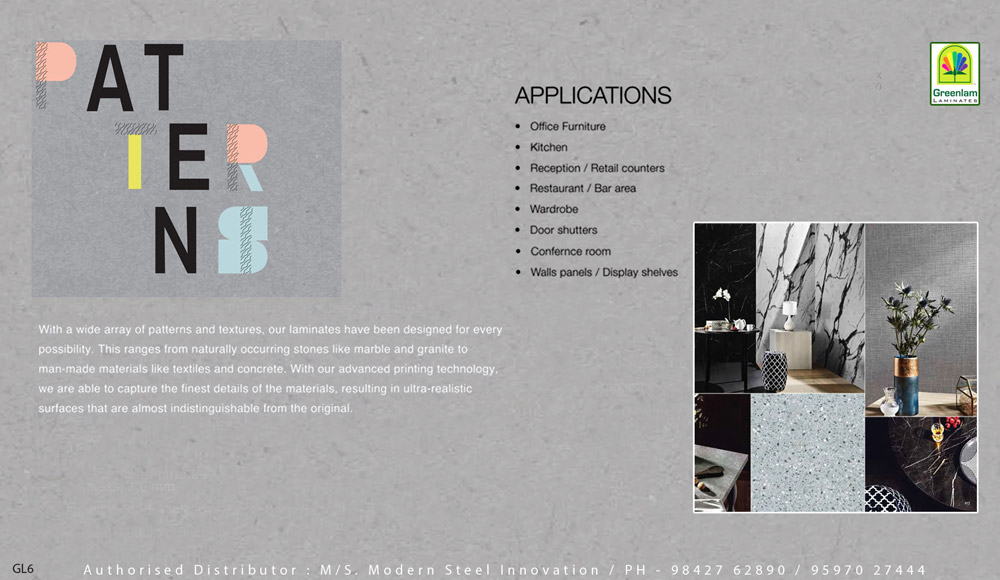 PAT
TER
NS
With a wide array of patterns and textures, our laminates have been designed for every
possibility. This ranges from naturally occurring stones like marble and granite to
man-made materials like textiles and concrete. With our advanced printing technology,
we are able to capture the finest details of the materials, resulting in ultra-realistic
surfaces that are almost indistinguishable from the original.
APPLICATIONS
• Office Furniture
• Kitchen
• Reception / Retail counters
• Restaurant / Bar area
• Wardrobe
• Door shutters
• Confernce room
• Walls panels / Display shelves
Greenlam
LAMINATES
GL6
Authorised Distributor : M/S. Modern Steel Innovation / PH - 98427 62890 / 95970 27444